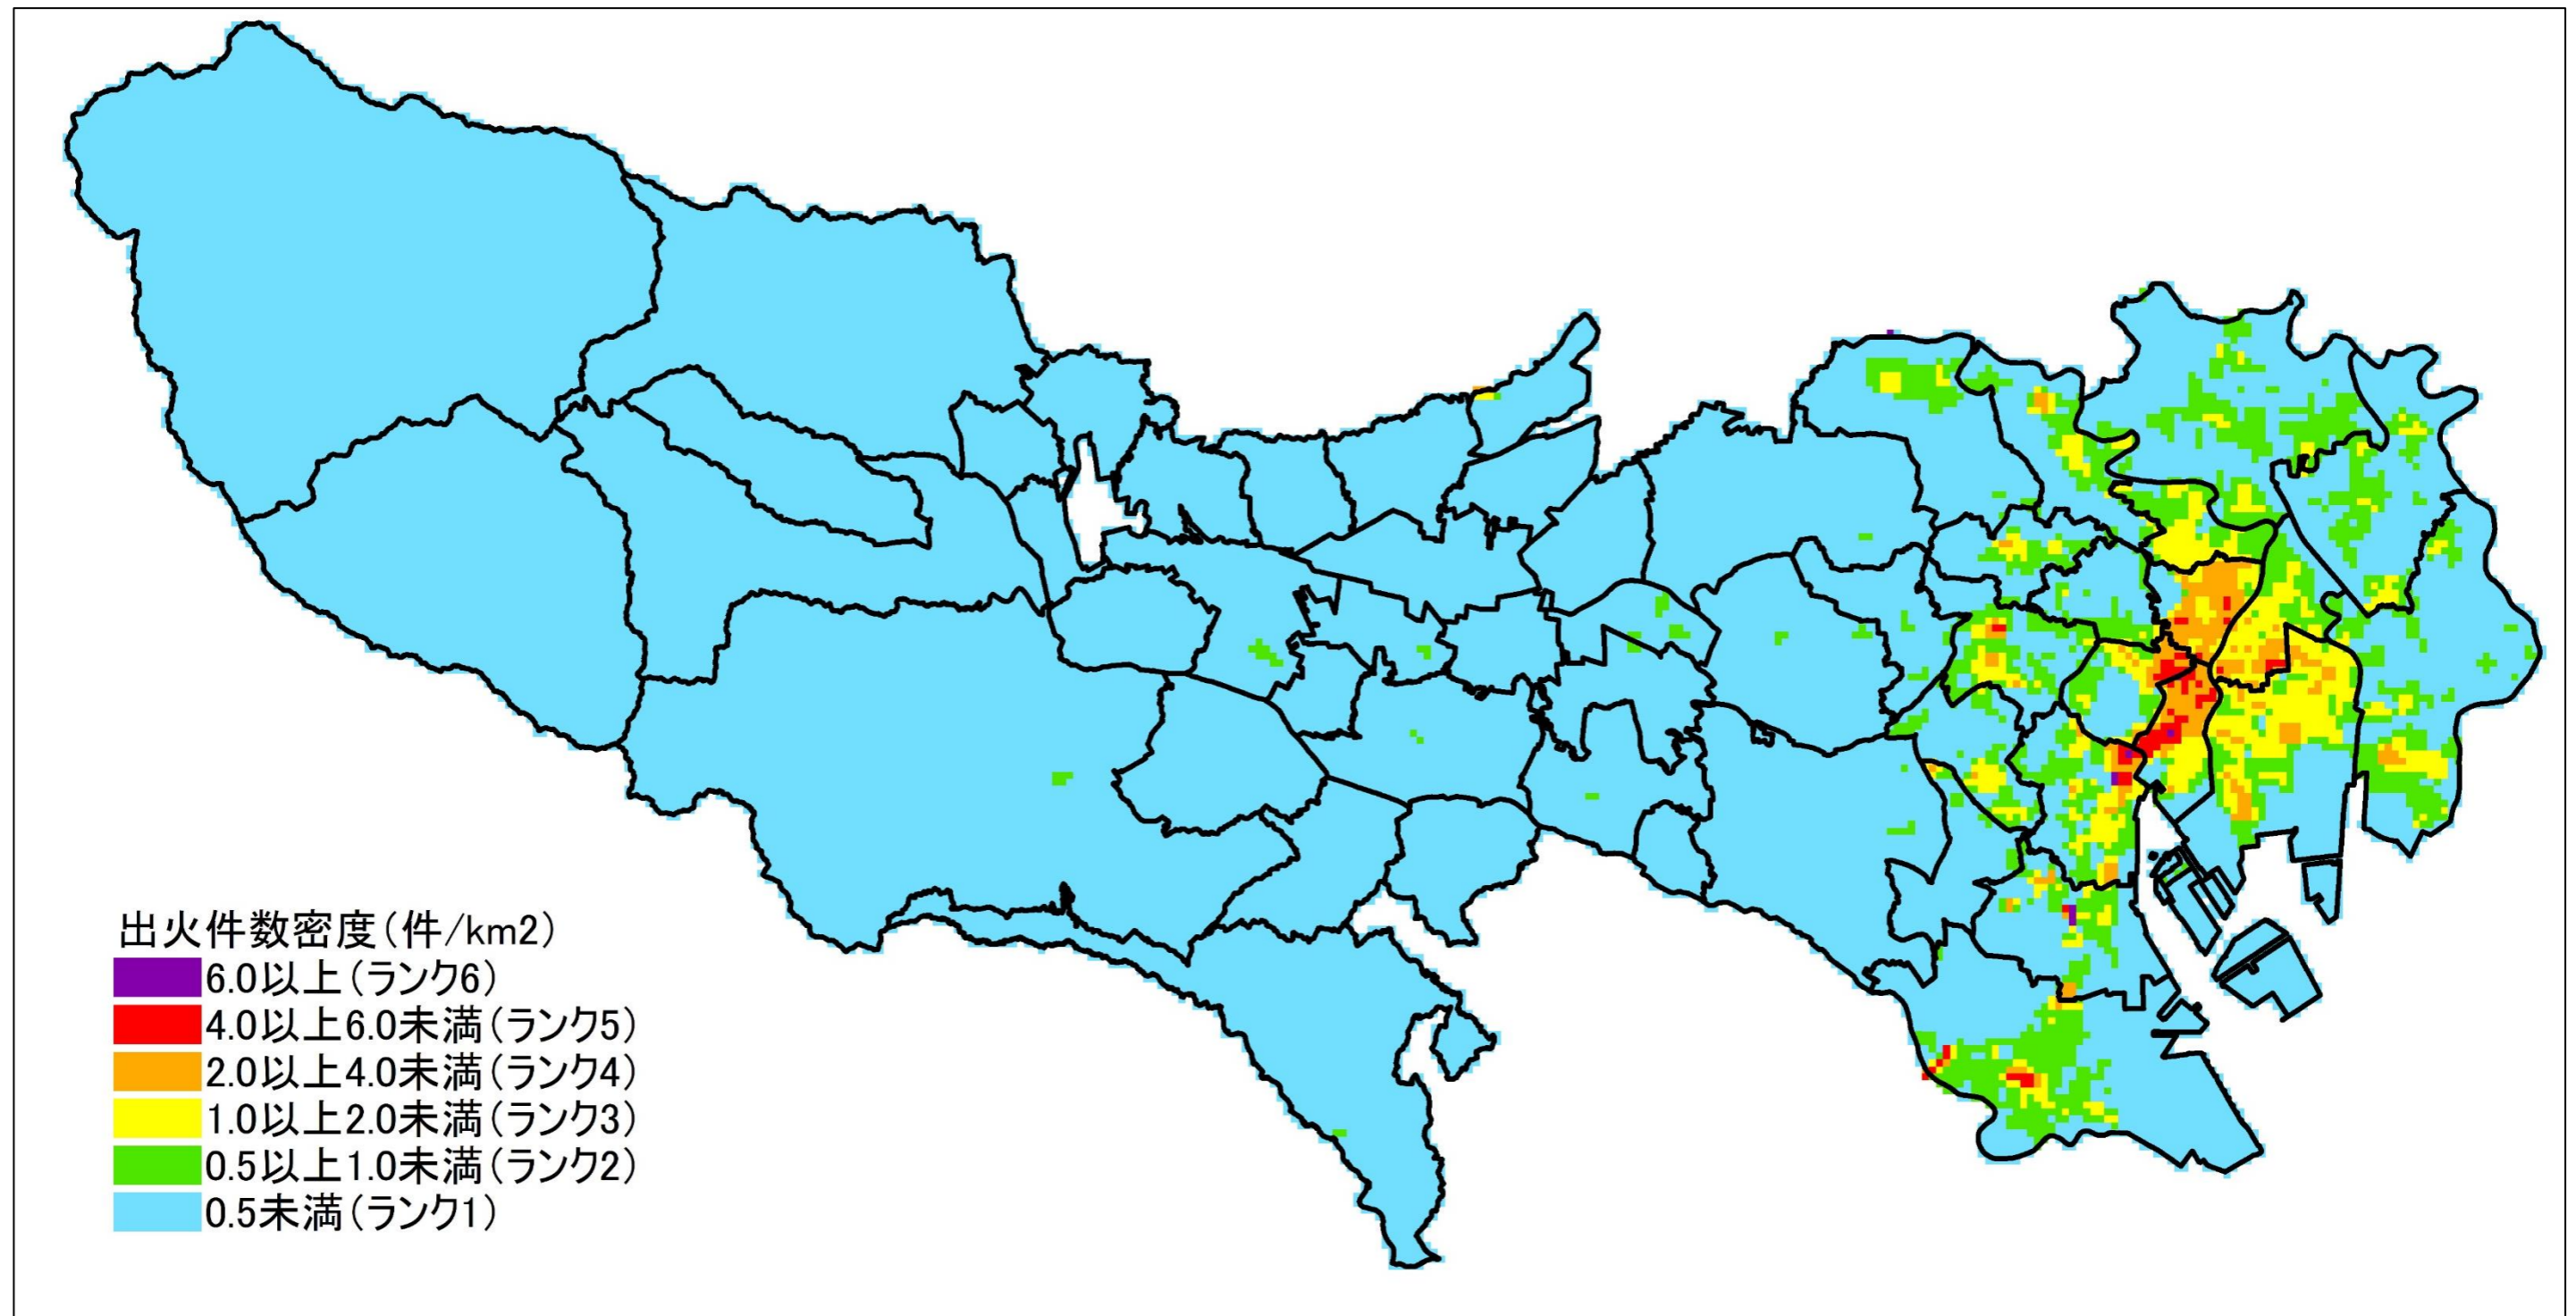 出火件数密度(件/km2)
6.0以上(ランク6)
4.0以上6.0未満(ランク5)
2.0以上4.0未満(ランク4)
1.0以上2.0未満(ランク3)
0.5以上1.0未満(ランク2)
0.5未満(ランク1)